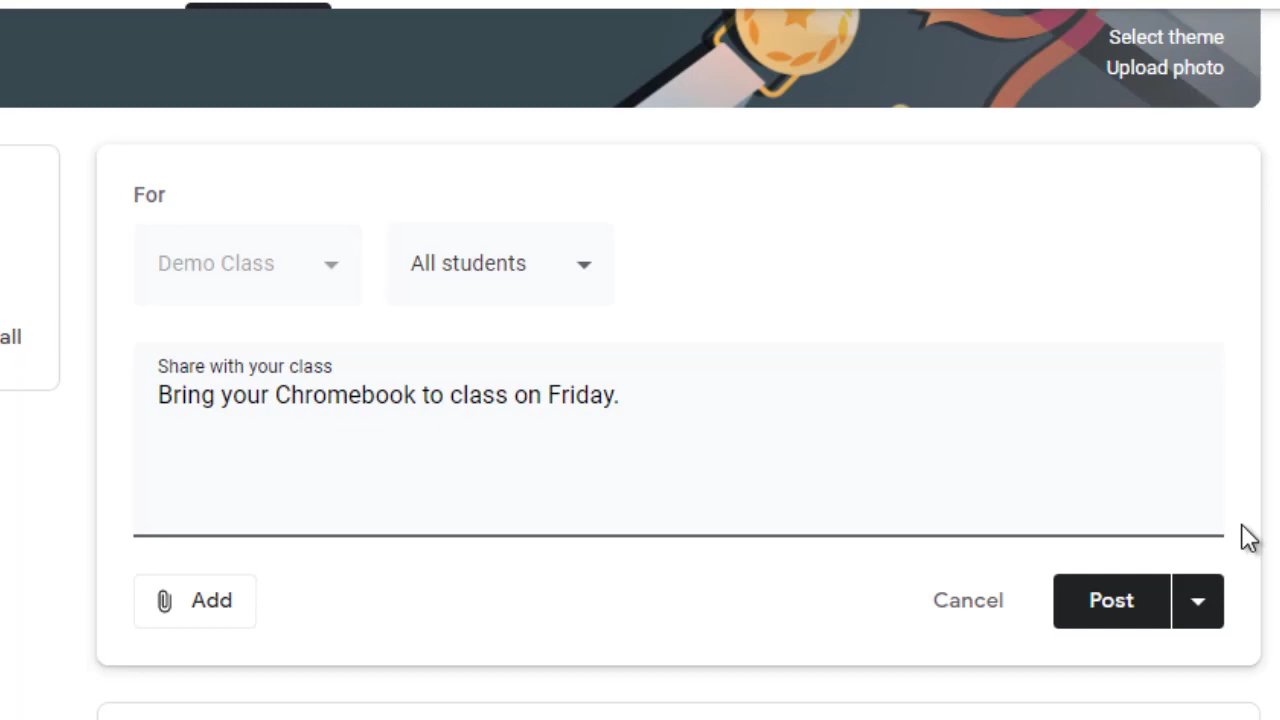 Select theme
Upload photo
For
Demo Class
All students
all
Share with your class
Bring your Chromebook to class on Friday.
Add
Cancel
Post